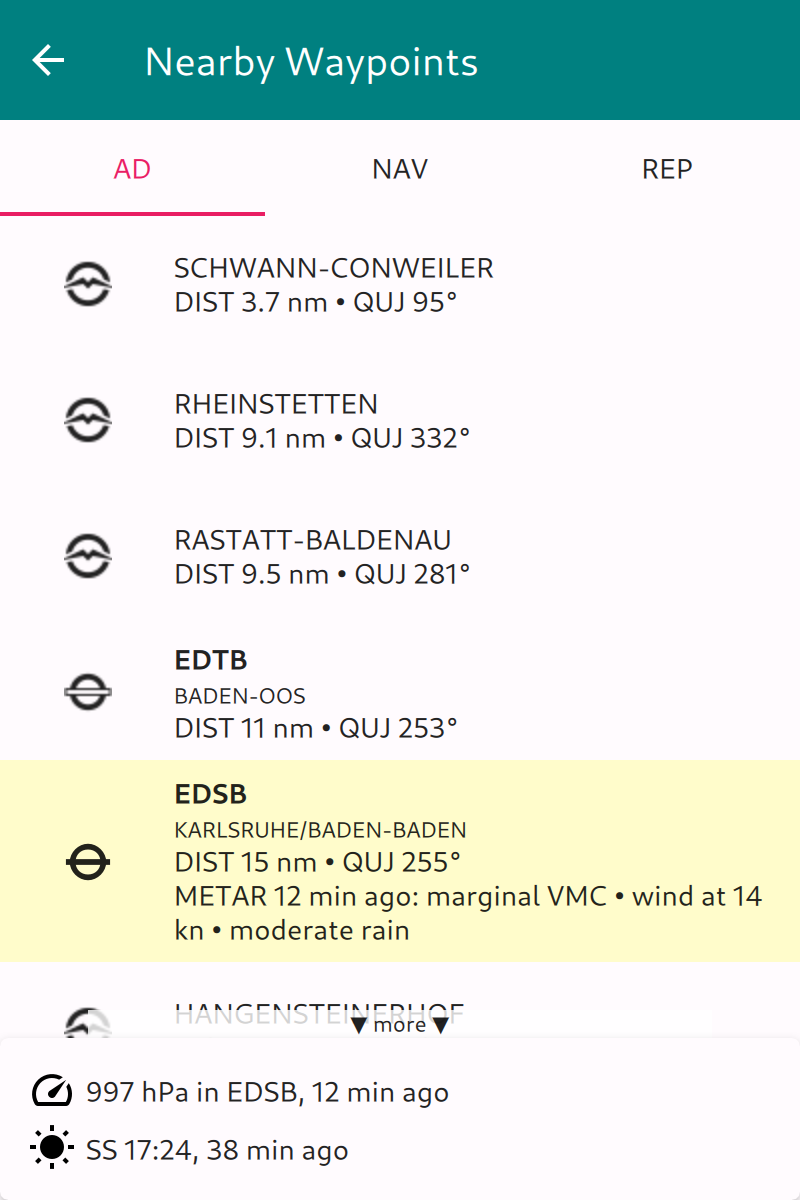 Nearby Waypoints
AD NAV REP
SCHWANN-CONWEILER
DIST 3.7 nm • QUJ 95°
RHEINSTETTEN
DIST 9.1 nm • QUJ 332°
RASTATT-BALDENAU
DIST 9.5 nm • QUJ 281°
EDTB
BADEN-OOS
DIST 11 nm • QUJ 253°
EDSB
KARLSRUHE/BADEN-BADEN
DIST 15 nm • QUJ 255°
METAR 12 min ago: marginal VMC • wind at 14
kn • moderate rain
HANGENSTEINERHOF
▼ more ▼
997 hPa in EDSB, 12 min ago
SS 17:24, 38 min ago